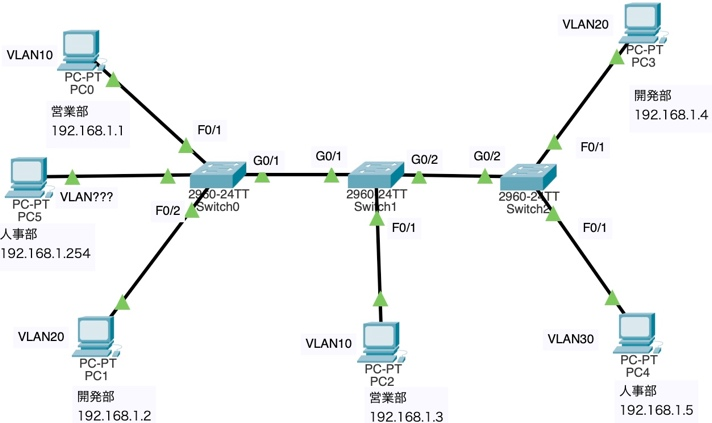 VLAN10
PC-PT
PC0
営業部
192.168.1.1
F0/1
VLAN20
PC-PT
PC3
開発部
192.168.1.4
F0/1
PC-PT
PC5
VLAN???
人事部
192.168.1.254
F0/2
G0/1
2960-24TT
Switch0
G0/1
2960-24TT
Switch1
G0/2
F0/1
G0/2
2960-24TT
Switch2
F0/1
VLAN20
PC-PT
PC1
開発部
192.168.1.2
VLAN10
PC-PT
PC2
営業部
192.168.1.3
VLAN30
PC-PT
PC4
人事部
192.168.1.5